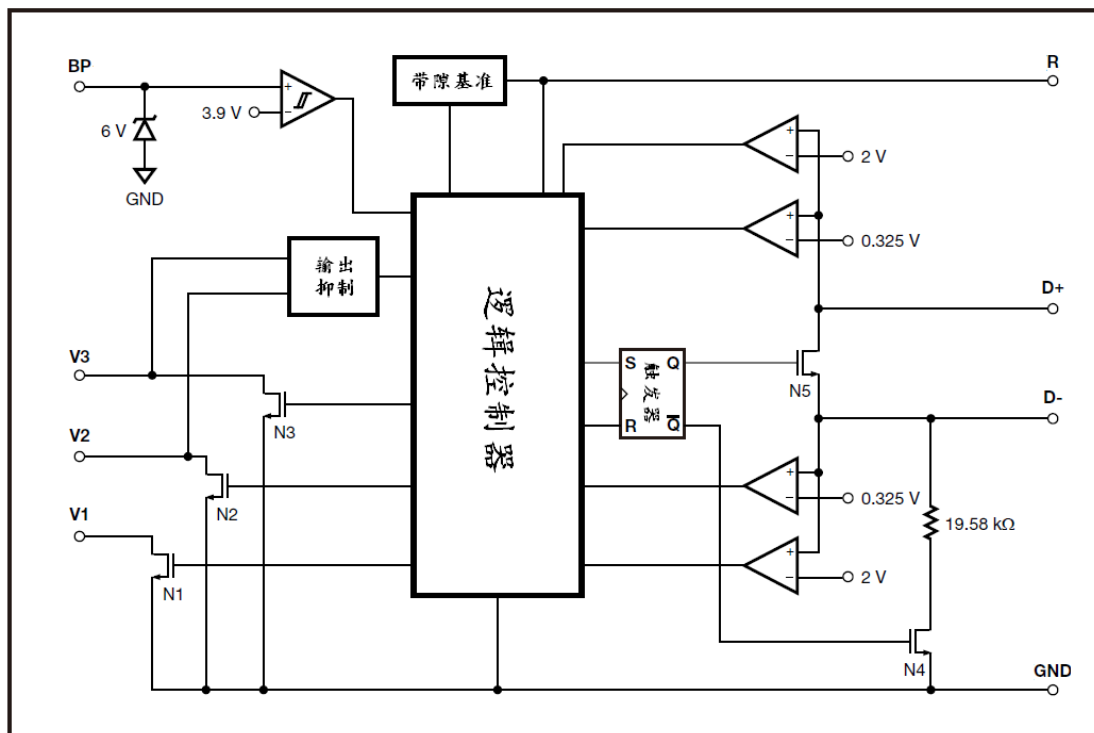 BP
带隙基准
R
3.9 V
+
−
6 V
GND
+
−
2 V
+
−
0.325 V
输出
抑制
逻辑控制器
D+
V3
S
Q
触发器
R
Q̅
N5
D-
N3
V2
N2
+
−
0.325 V
19.58 kΩ
V1
N1
+
−
2 V
N4
GND